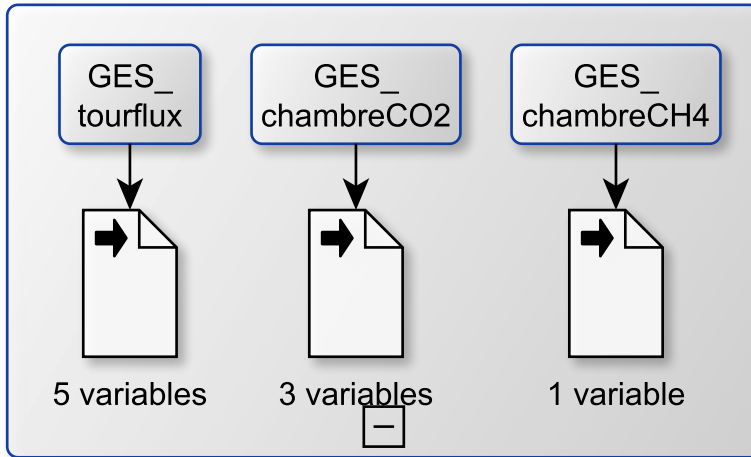 GES_
tourflux
GES_
chambreCO2
GES_
chambreCH4
5 variables
3 variables
1 variable